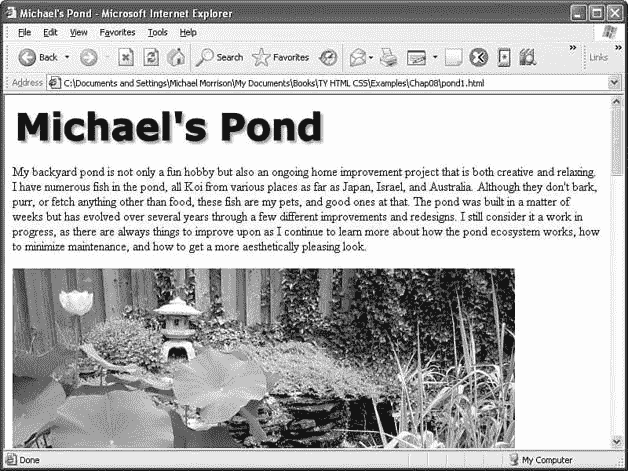 Michael's Pond - Microsoft Internet Explorer
File Edit View Favorites Tools Help
Back Search Favorites Links
Address C:\Documents and Settings\Michael Morrison\My Documents\Books\TY HTML CSS\Examples\Chap08\pond1.html
Michael's Pond
My backyard pond is not only a fun hobby but also an ongoing home improvement project that is both creative and relaxing.
I have numerous fish in the pond, all Koi from various places as far as Japan, Israel, and Australia. Although they don't bark,
purr, or fetch anything other than food, these fish are my pets, and good ones at that. The pond was built in a matter of
weeks but has evolved over several years through a few different improvements and redesigns. I still consider it a work in
progress, as there are always things to improve upon as I continue to learn more about how the pond ecosystem works, how
to minimize maintenance, and how to get a more aesthetically pleasing look.
Done My Computer